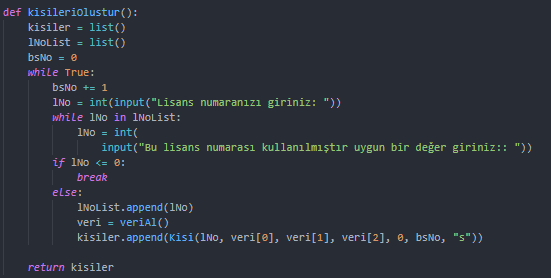 def kisileriOlustur():
    kisiler = list()
    lNoList = list()
    bsNo = 0
    while True:
        bsNo += 1
        lNo = int(input("Lisans numaranızı giriniz: "))
        while lNo in lNoList:
            lNo = int(
                input("Bu lisans numarası kullanılmıştır uygun bir değer giriniz:: "))
        if lNo <= 0:
            break
        else:
            lNoList.append(lNo)
            veri = veriAl()
            kisiler.append(Kisi(lNo, veri[0], veri[1], veri[2], 0, bsNo, "s"))
    return kisiler